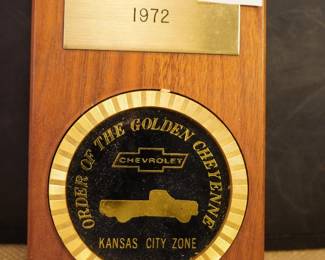 1972
ORDER OF THE GOLDEN CHEYENNE
CHEVROLET
KANSAS CITY ZONE